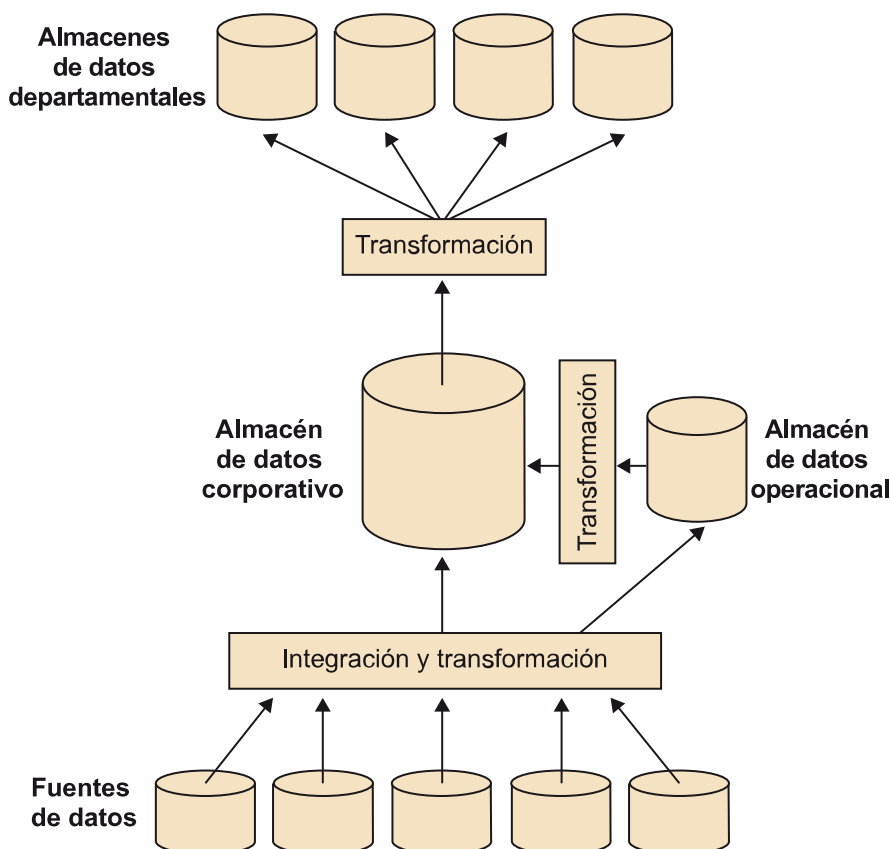 Almacenes
de datos
departamentales
Transformación
Almacén
de datos
corporativo
Transformación
Almacén
de datos
operacional
Integración y transformación
Fuentes
de datos